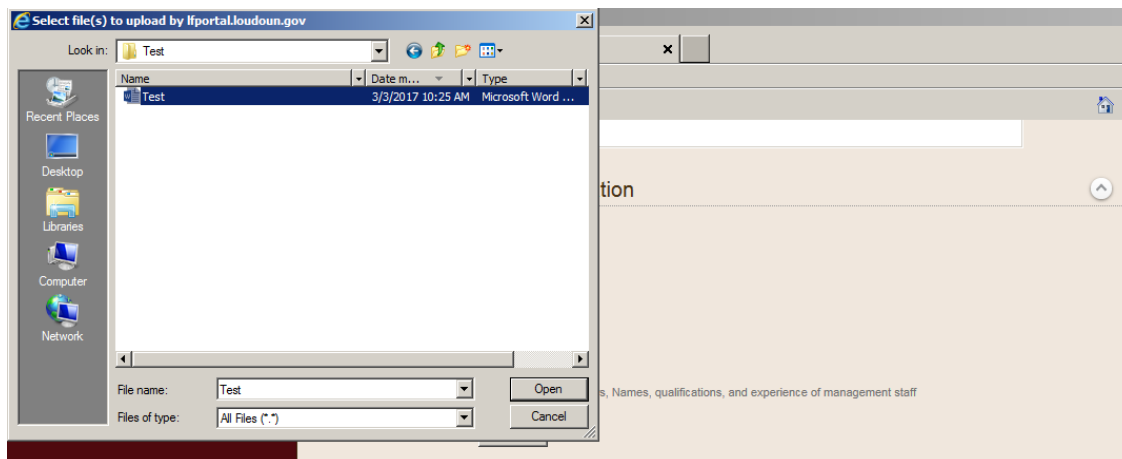 Select file(s) to upload by lfportal.loudoun.gov
Look in: Test
Name Date m... Type
Test 3/3/2017 10:25 AM Microsoft Word ...
Recent Places
Desktop
Libraries
Computer
Network
File name: Test Open
Files of type: All Files (*.*) Cancel
tion
s, Names, qualifications, and experience of management staff